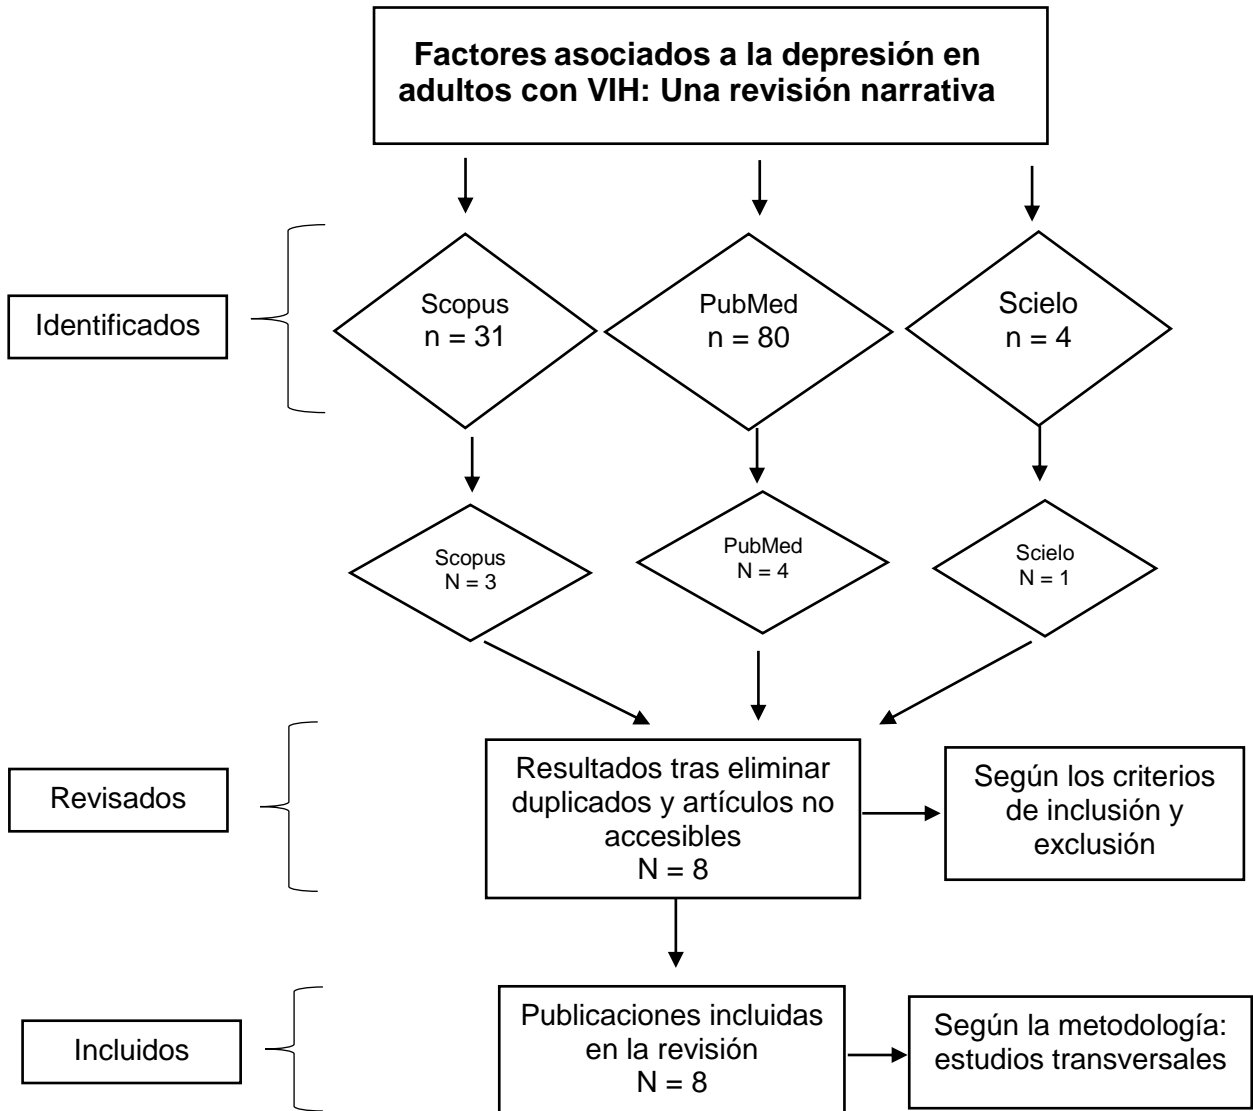 Factores asociados a la depresión en
adultos con VIH: Una revisión narrativa
Identificados
Scopus
n = 31
PubMed
n = 80
Scielo
n = 4
Scopus
N = 3
PubMed
N = 4
Scielo
N = 1
Revisados
Resultados tras eliminar
duplicados y artículos no
accesibles
N = 8
Según los criterios
de inclusión y
exclusión
Incluidos
Publicaciones incluidas
en la revisión
N = 8
Según la metodología:
estudios transversales